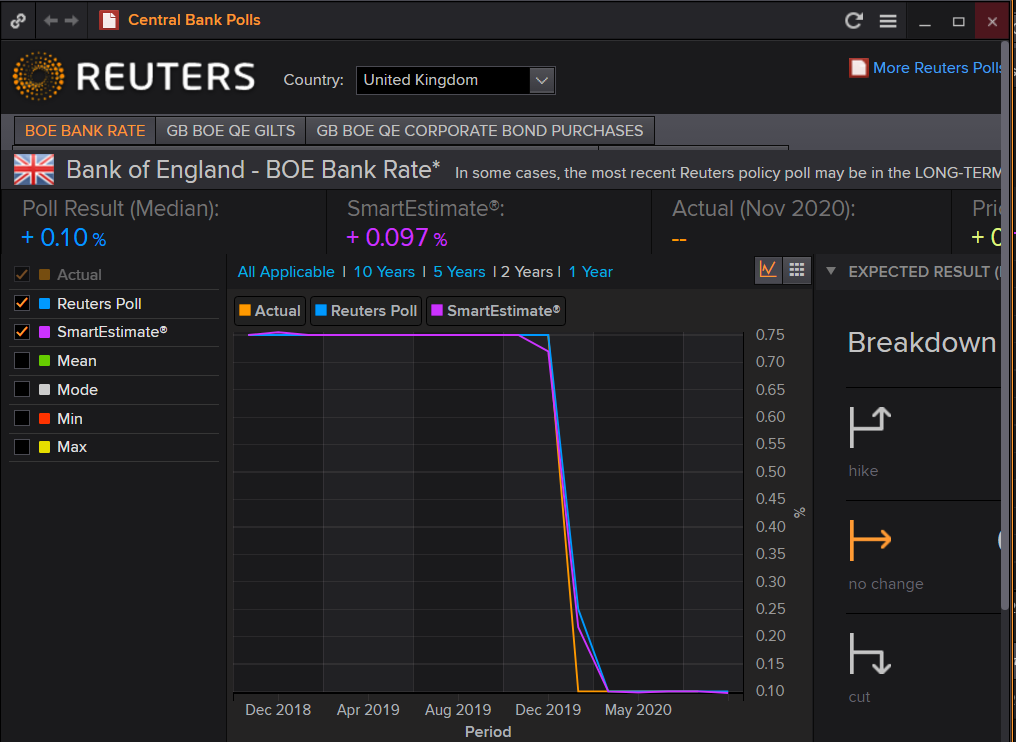 Central Bank Polls
REUTERS
Country:
United Kingdom
More Reuters Polls
BOE BANK RATE
GB BOE QE GILTS
GB BOE QE CORPORATE BOND PURCHASES
Bank of England - BOE Bank Rate*
In some cases, the most recent Reuters policy poll may be in the LONG-TERM
Poll Result (Median):
+ 0.10 %
SmartEstimate®:
+ 0.097 %
Actual (Nov 2020):
--
Pri
+ 0
Actual
Reuters Poll
SmartEstimate®
Mean
Mode
Min
Max
All Applicable | 10 Years | 5 Years | 2 Years | 1 Year
Actual
Reuters Poll
SmartEstimate®
0.75
0.70
0.65
0.60
0.55
0.50
0.45
0.40
0.35
0.30
0.25
0.20
0.15
0.10
%
Dec 2018
Apr 2019
Aug 2019
Dec 2019
May 2020
Period
EXPECTED RESULT (
Breakdown
hike
no change
cut